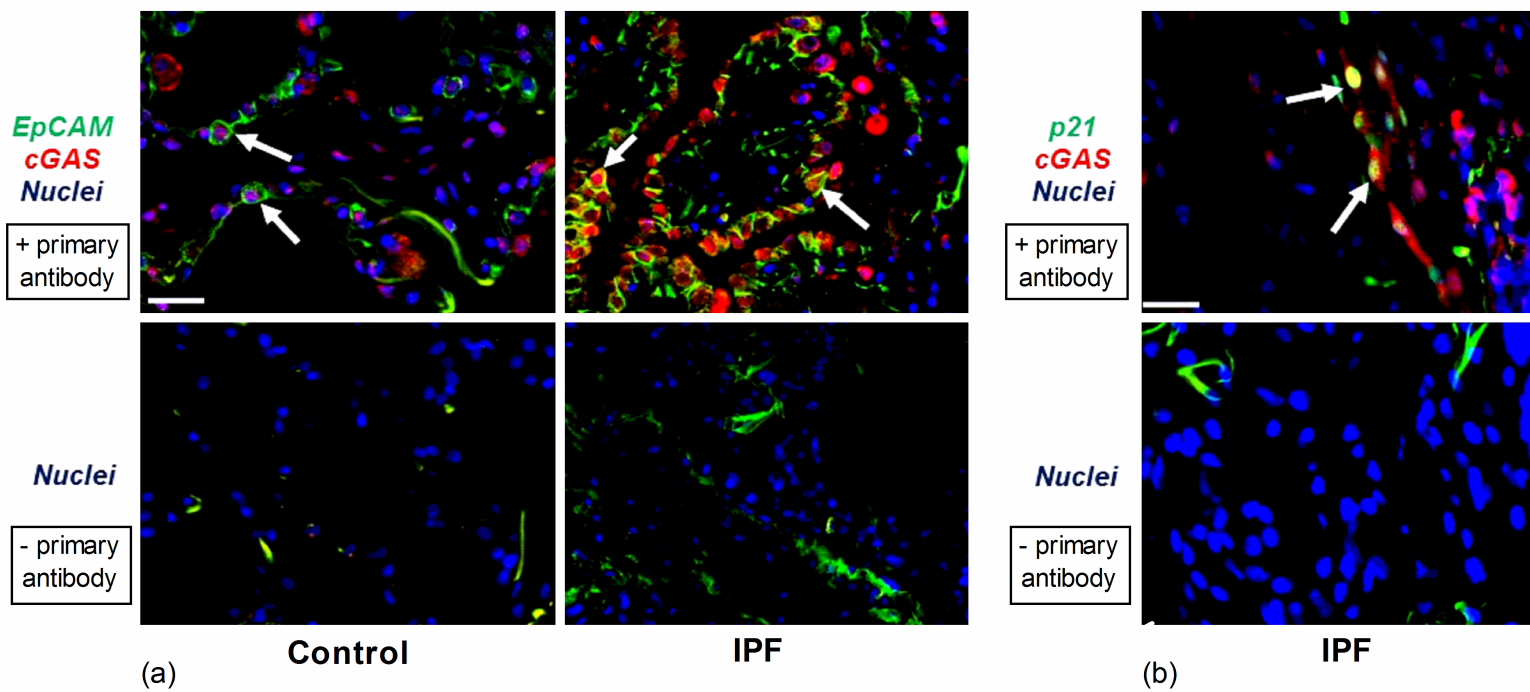 EpCAM
cGAS
Nuclei
+ primary
antibody
Nuclei
- primary
antibody
Control
IPF
(a)
p21
cGAS
Nuclei
+ primary
antibody
Nuclei
- primary
antibody
IPF
(b)